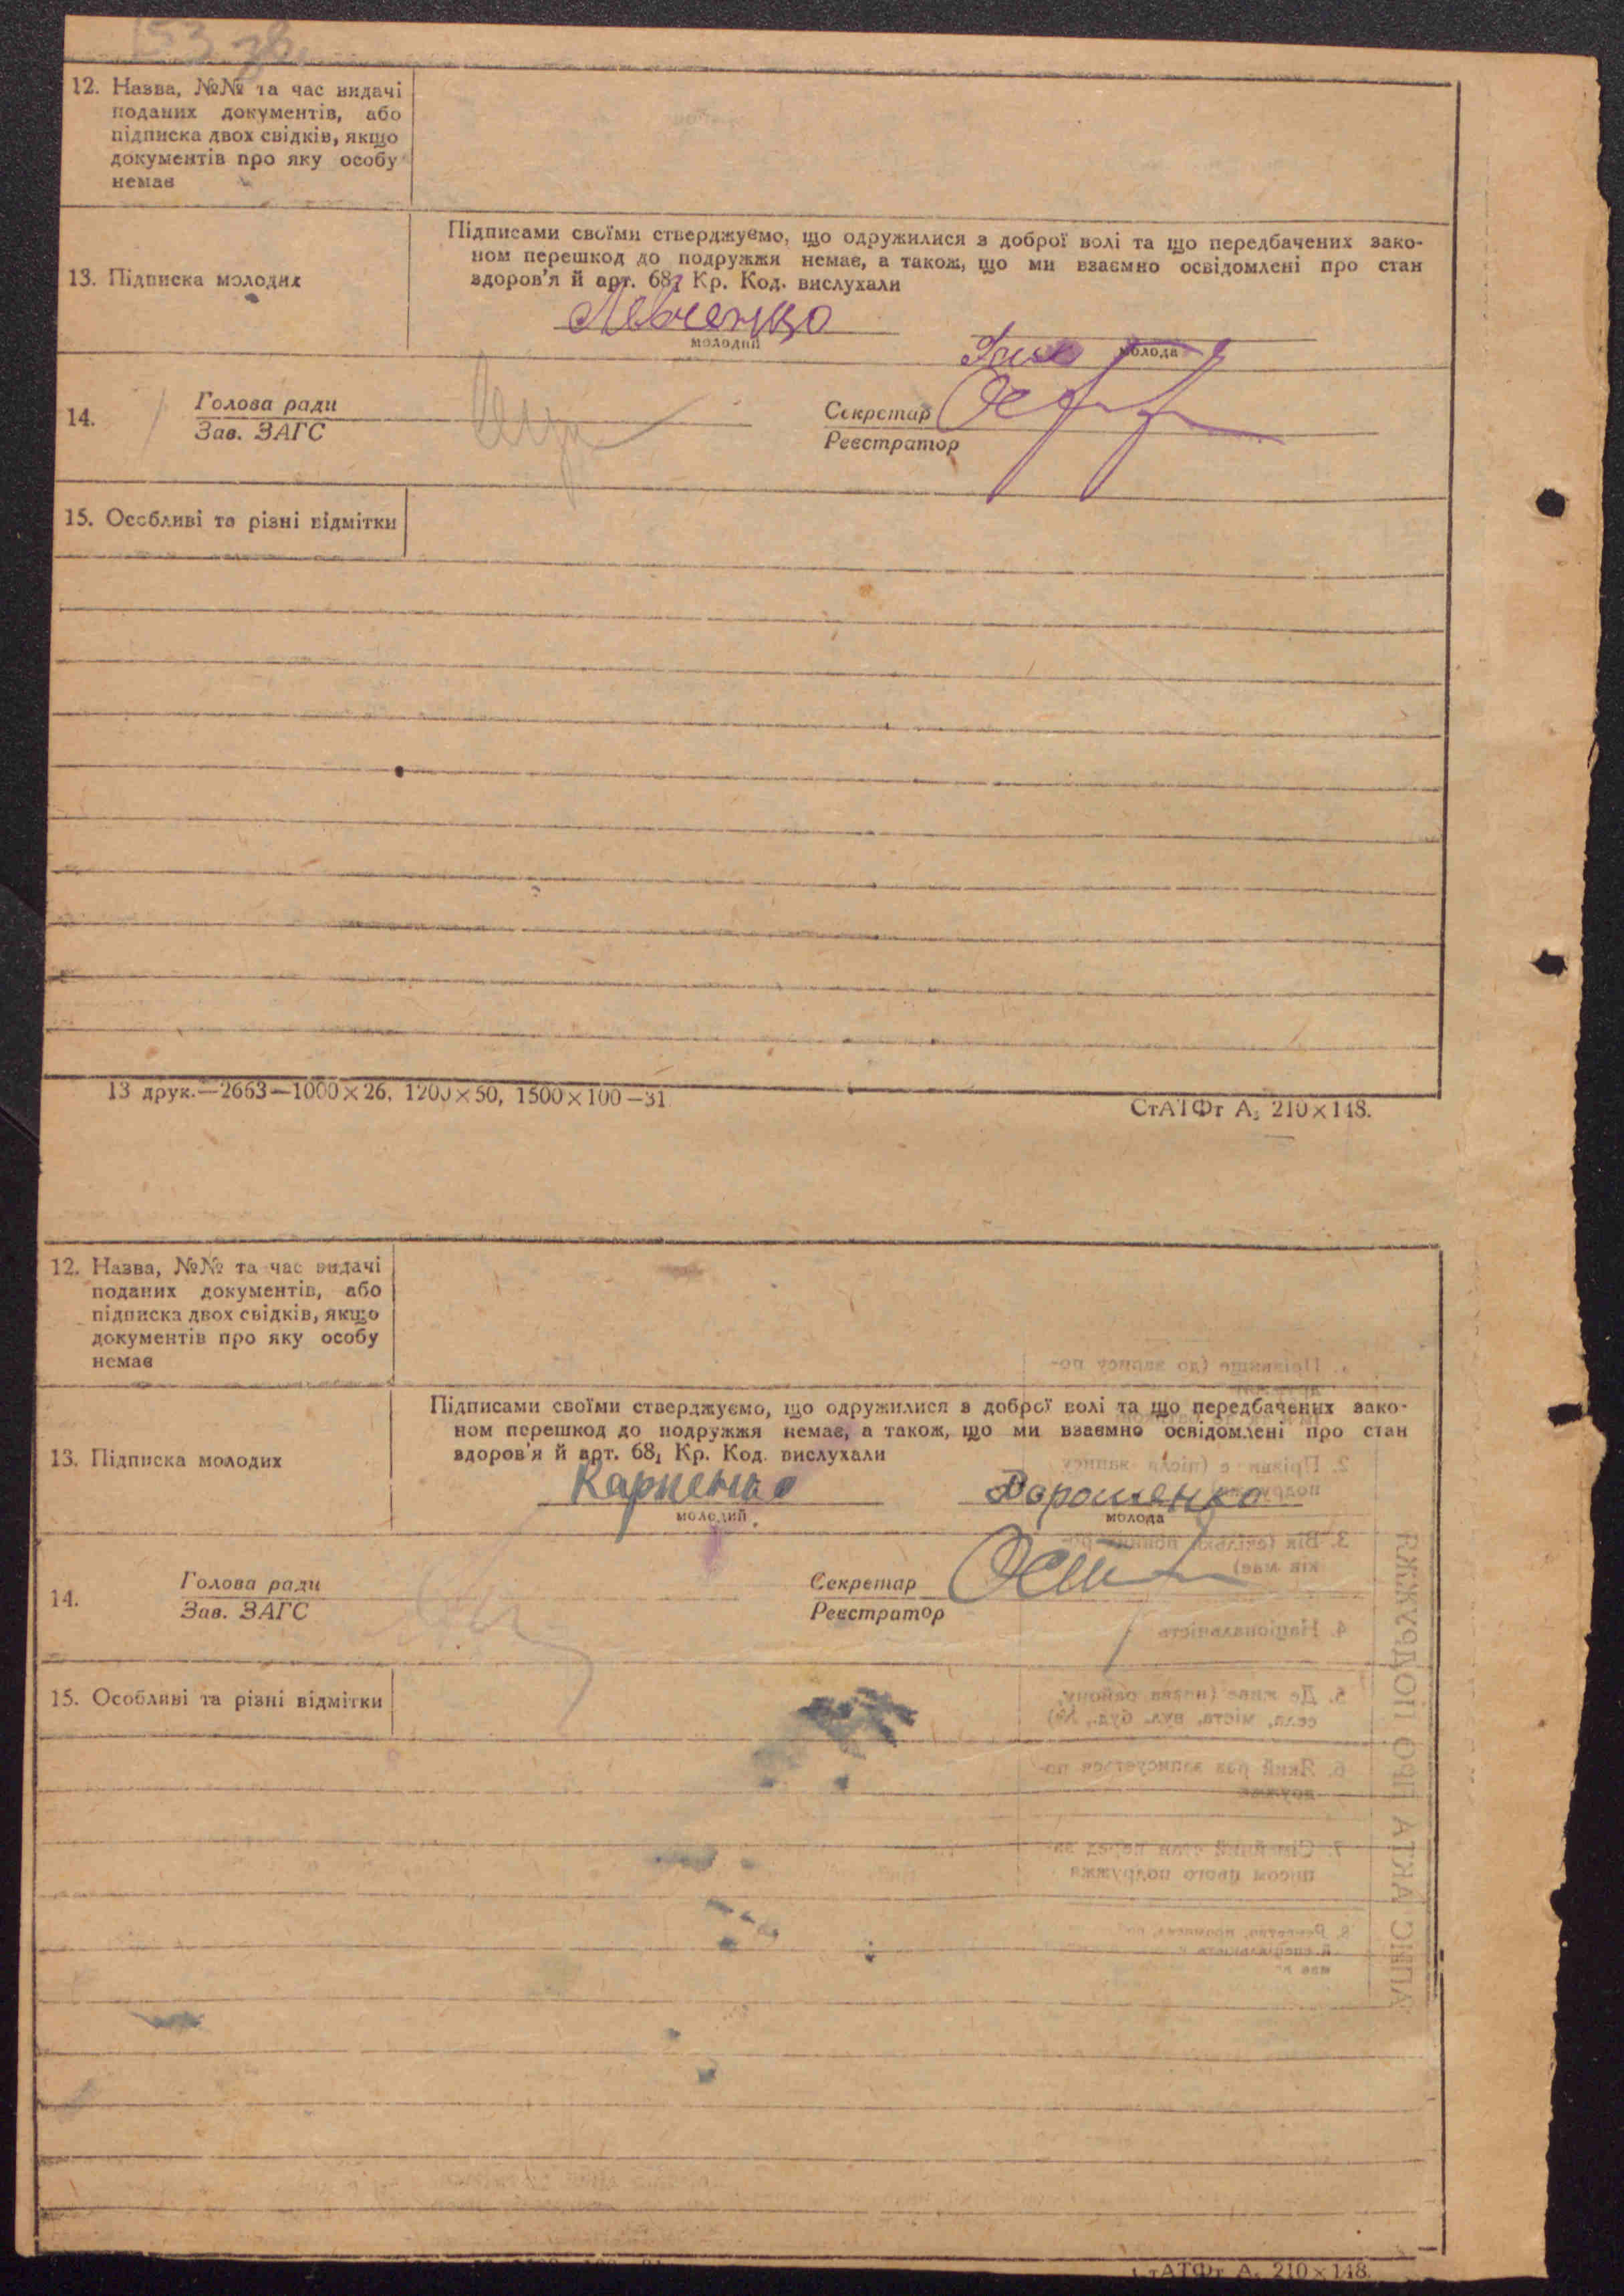 153 38
12. Назва, №№ та час видачі
поданих документів, або
підписка двох свідків, якщо
документів про яку особу
немає
13. Підписка молодих
Підписами своїми стверджуємо, що одружилися з доброї волі та що передбачених зако-
ном перешкод до подружжя немає, а також, що ми взаємно освідомлені про стан
здоров'я й арт. 68₁ Кр. Код. вислухали
Левченко
молодий
молода
14.
Голова ради
Зав. ЗАГС
Секретар
Реєстратор
15. Особливі та різні відмітки
13 друк.—2663—1000×26, 1200×50, 1500×100—31
СтАТФт А₅ 210×148.
12. Назва, №№ та час видачі
поданих документів, або
підписка двох свідків, якщо
документів про яку особу
немає
13. Підписка молодих
Підписами своїми стверджуємо, що одружилися з доброї волі та що передбачених зако-
ном перешкод до подружжя немає, а також, що ми взаємно освідомлені про стан
здоров'я й арт. 68₁ Кр. Код. вислухали
Карпенко
Дорошенко
молодий
молода
14.
Голова ради
Зав. ЗАГС
Секретар
Реєстратор
15. Особливі та різні відмітки
СтАТФт А₅ 210×148.